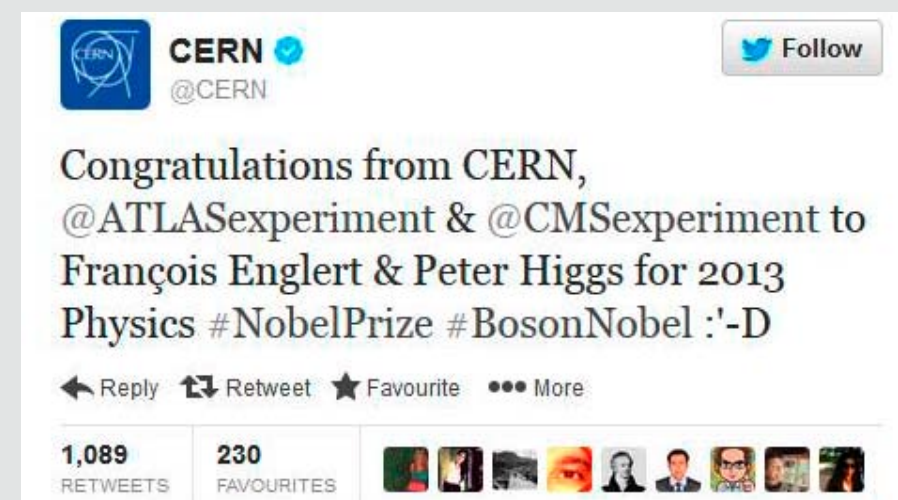 CERN
CERN
Follow
@CERN
Congratulations from CERN,
@ATLASexperiment & @CMSexperiment to
François Englert & Peter Higgs for 2013
Physics #NobelPrize #BosonNobel :'-D
Reply Retweet Favourite More
1,089 230
RETWEETS FAVOURITES